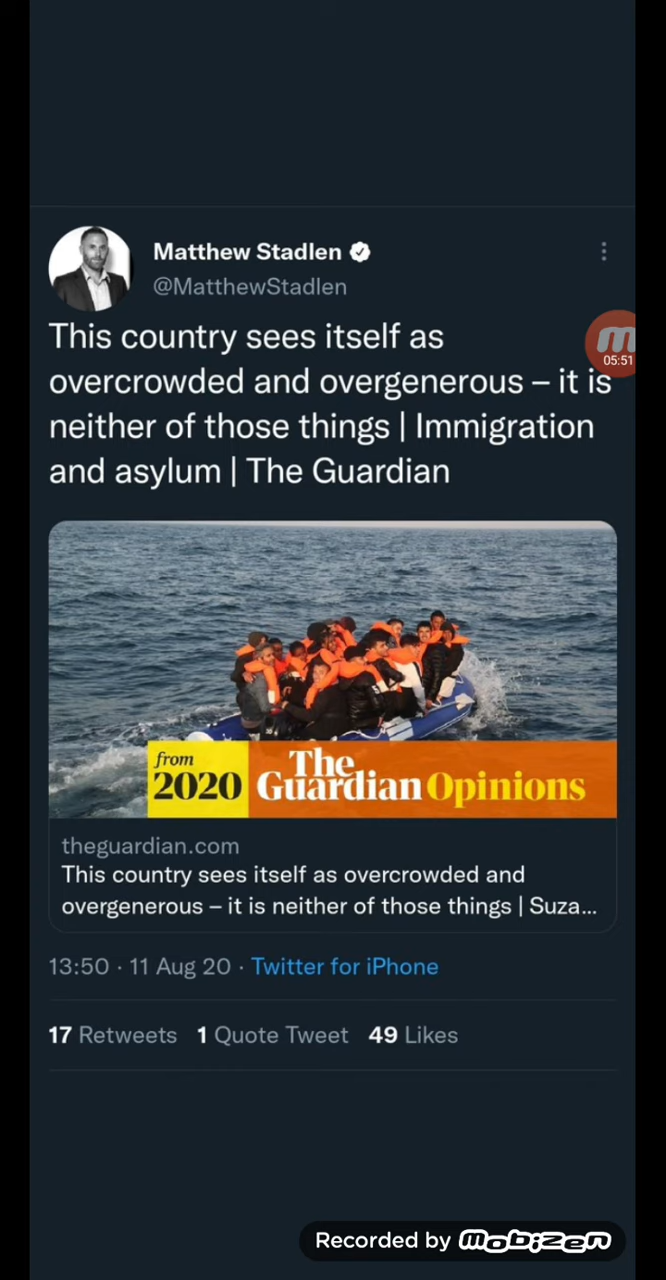 Matthew Stadlen
@MatthewStadlen
m
05:51
This country sees itself as
overcrowded and overgenerous – it is
neither of those things | Immigration
and asylum | The Guardian
from
2020
The
Guardian Opinions
theguardian.com
This country sees itself as overcrowded and
overgenerous – it is neither of those things | Suza...
13:50 · 11 Aug 20 · Twitter for iPhone
17 Retweets 1 Quote Tweet 49 Likes
Recorded by mobizen